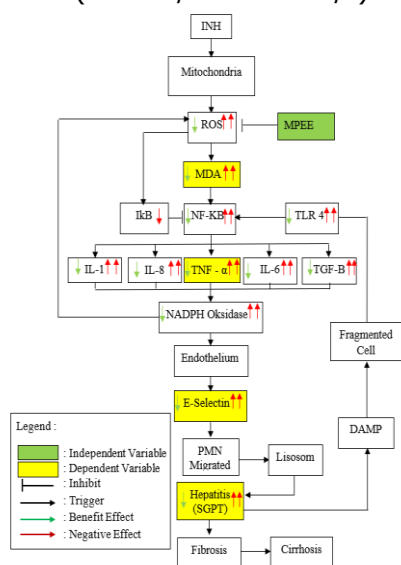 INH
Mitochondria
ROS
MPEE
MDA
IkB
NF-KB
TLR 4
IL-1
IL-8
TNF - α
IL-6
TGF-B
NADPH Oksidase
Fragmented
Cell
Endothelium
E-Selectin
DAMP
PMN
Migrated
Lisosom
Hepatitis
(SGPT)
Fibrosis
Cirrhosis
Legend :
: Independent Variable
: Dependent Variable
: Inhibit
: Trigger
: Benefit Effect
: Negative Effect